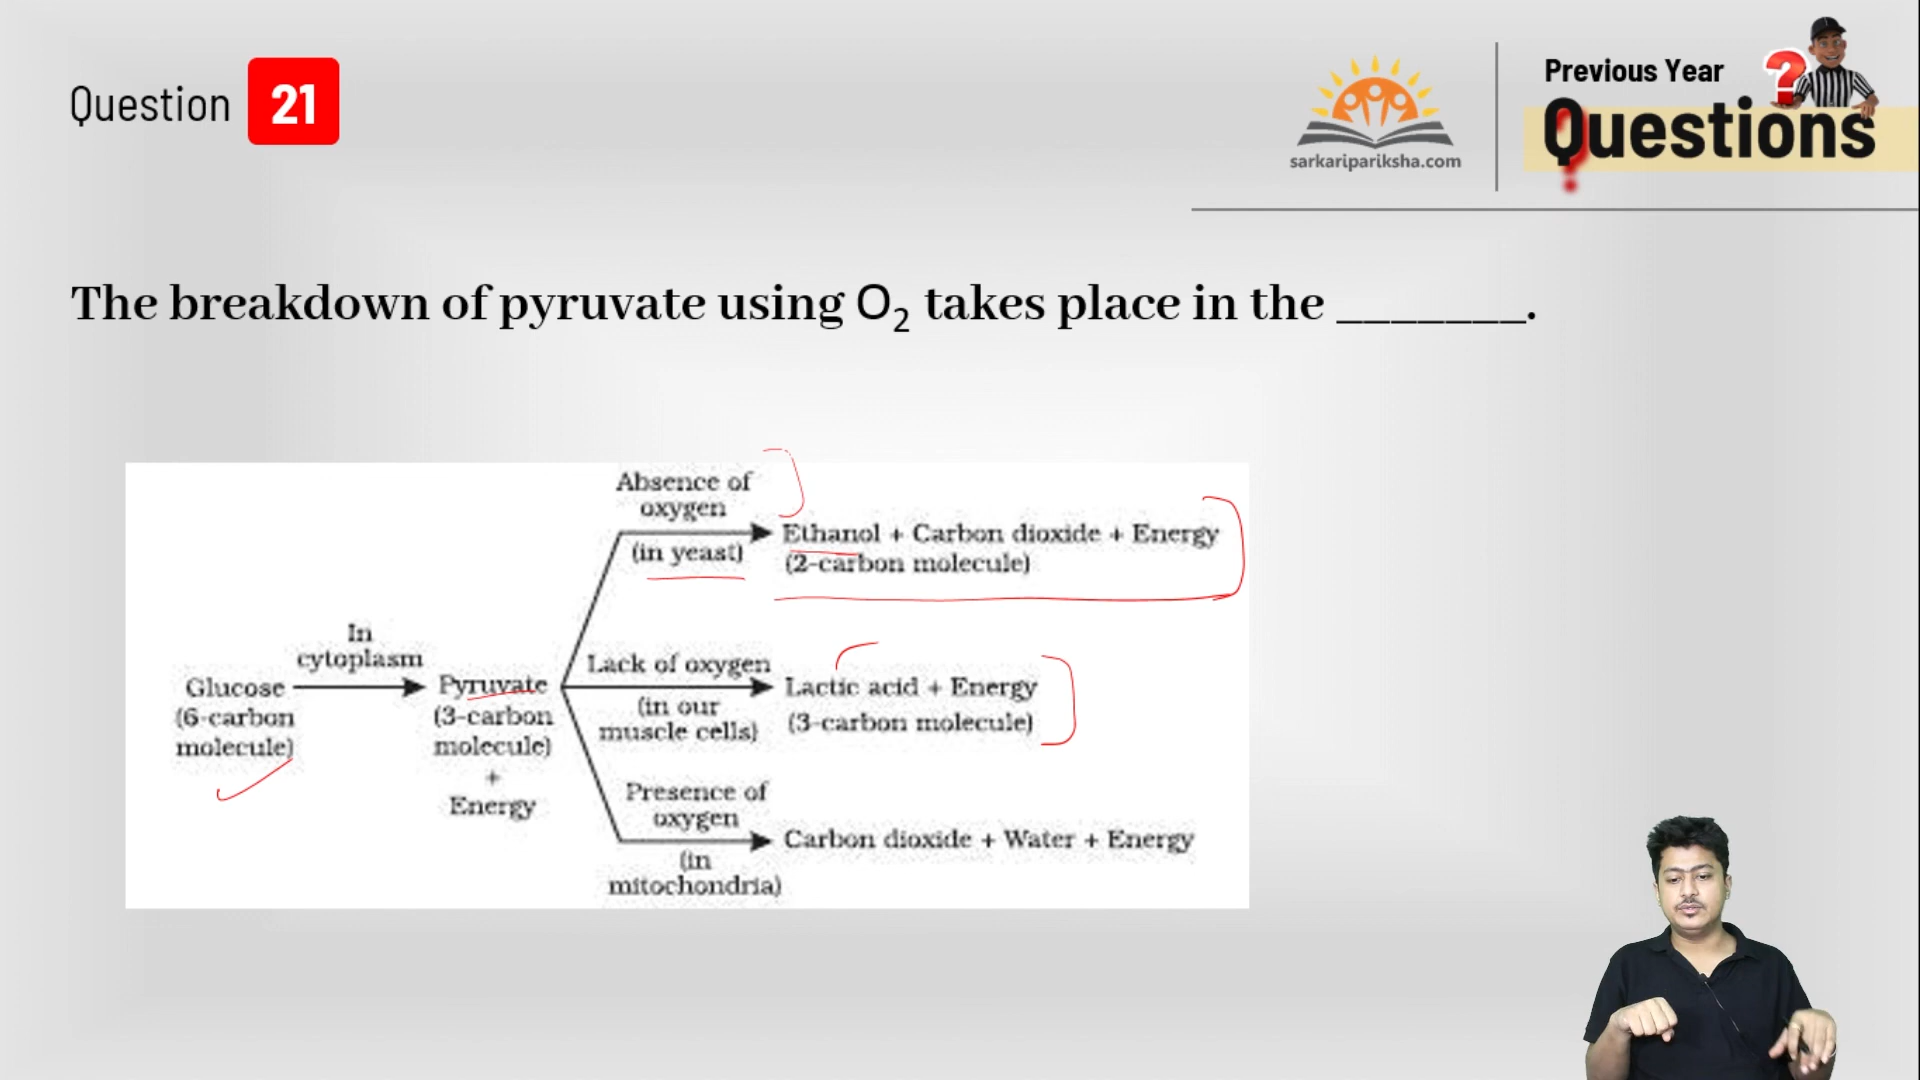 Question 21
sarkaripariksha.com
Previous Year
Questions
The breakdown of pyruvate using O₂ takes place in the _______.
Absence of
oxygen
(in yeast)
Ethanol + Carbon dioxide + Energy
(2-carbon molecule)
In
cytoplasm
Glucose
(6-carbon
molecule)
Pyruvate
(3-carbon
molecule)
+
Energy
Lack of oxygen
(in our
muscle cells)
Lactic acid + Energy
(3-carbon molecule)
Presence of
oxygen
(in
mitochondria)
Carbon dioxide + Water + Energy